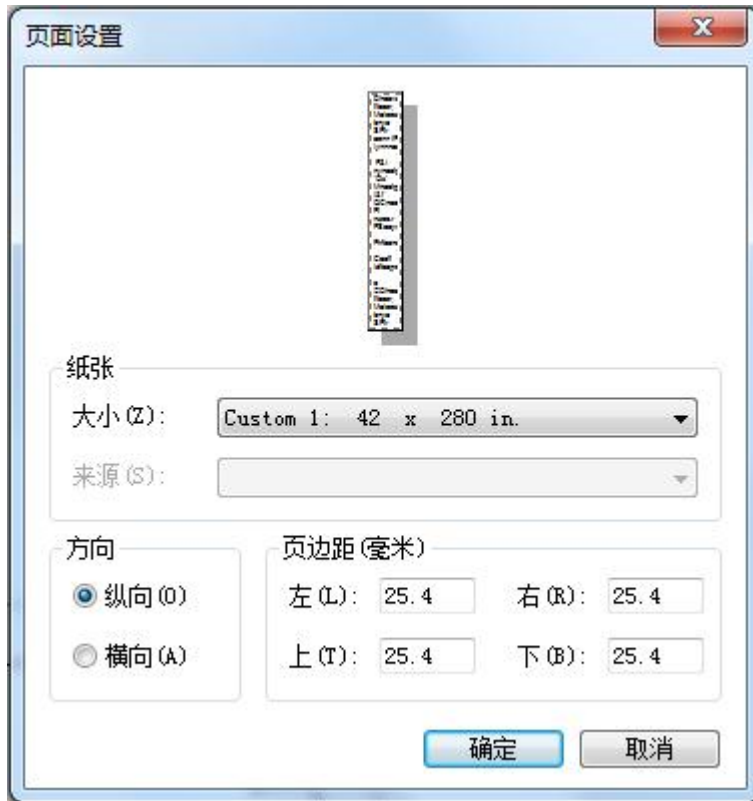 页面设置
纸张
大小(Z): Custom 1: 42 x 280 in.
来源(S):
方向
纵向(O)
横向(A)
页边距(毫米)
左(L): 25.4 右(R): 25.4
上(T): 25.4 下(B): 25.4
确定 取消